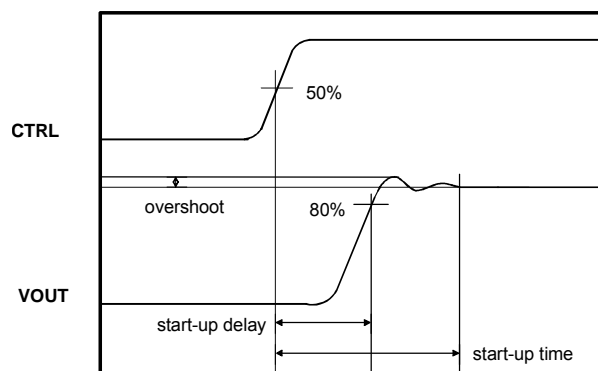 50%
CTRL
overshoot
80%
VOUT
start-up delay
start-up time